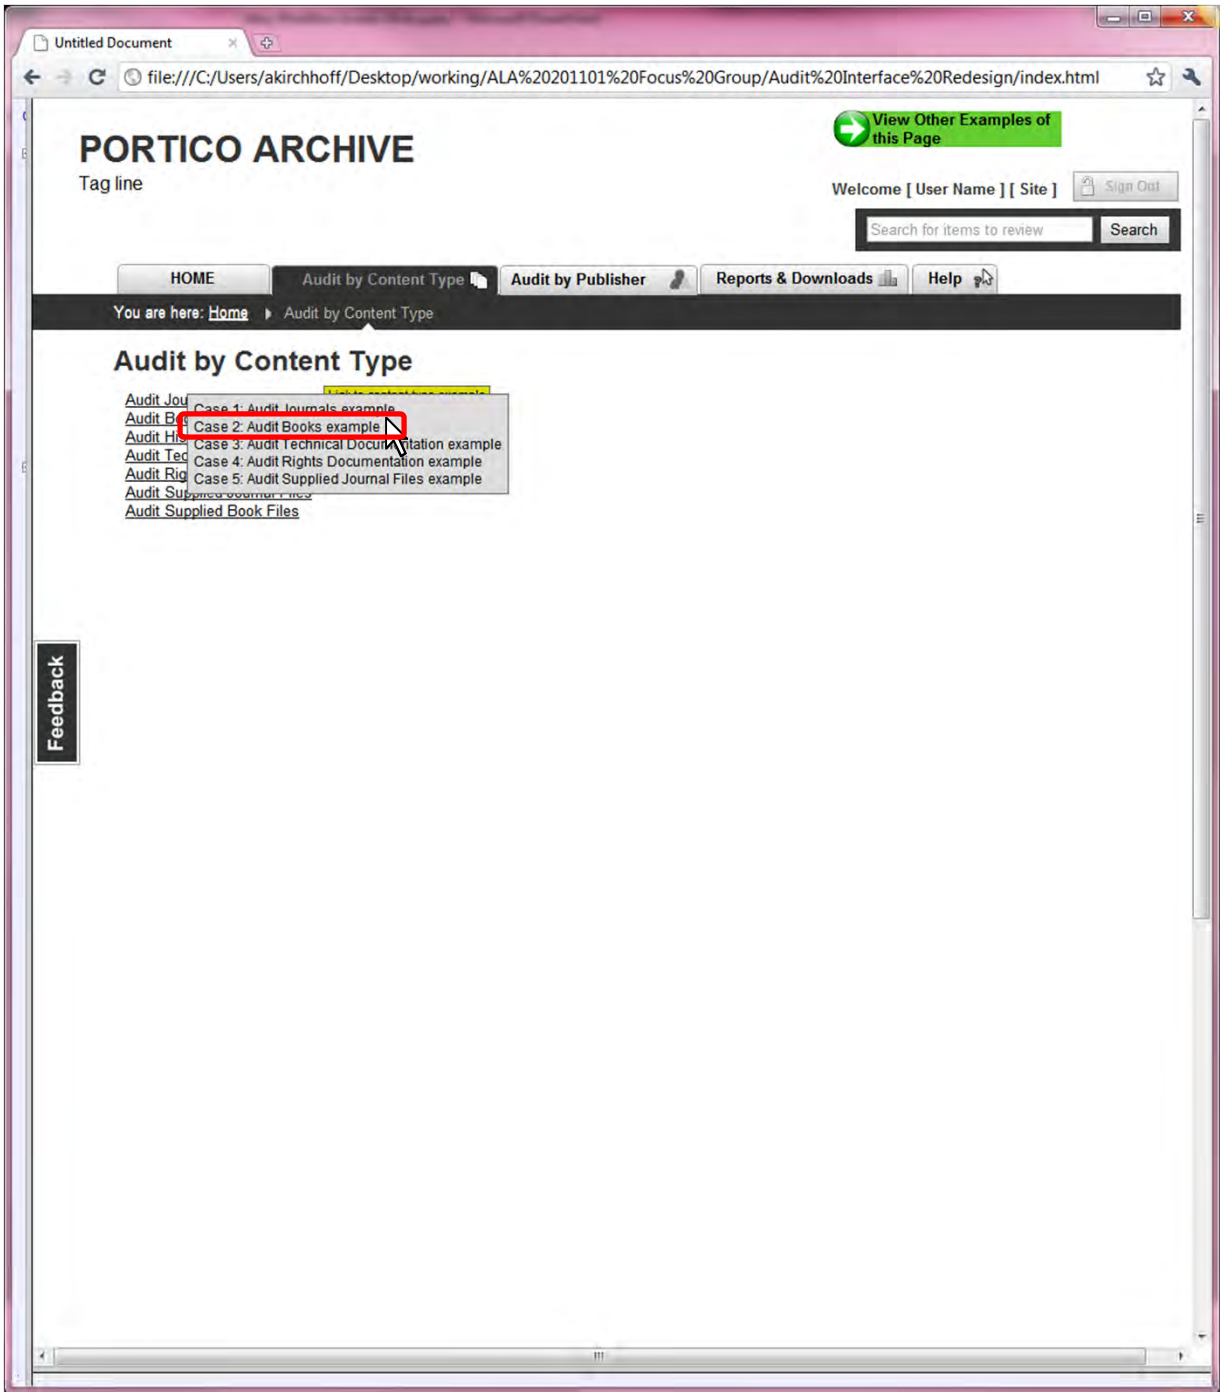 Untitled Document
file:///C:/Users/akirchhoff/Desktop/working/ALA%20201101%20Focus%20Group/Audit%20Interface%20Redesign/index.html
View Other Examples of
this Page
PORTICO ARCHIVE
Tag line
Welcome [ User Name ] [ Site ]
Sign Out
Search for items to review
Search
HOME
Audit by Content Type
Audit by Publisher
Reports & Downloads
Help
You are here: Home
Audit by Content Type
Audit by Content Type
Audit Jou
Case 1: Audit Journals example
Case 2: Audit Books example
Audit Hi
Case 3: Audit Technical Documentation example
Audit Tec
Case 4: Audit Rights Documentation example
Audit Rig
Case 5: Audit Supplied Journal Files example
Audit Supplied Journal Files
Audit Supplied Book Files
Feedback